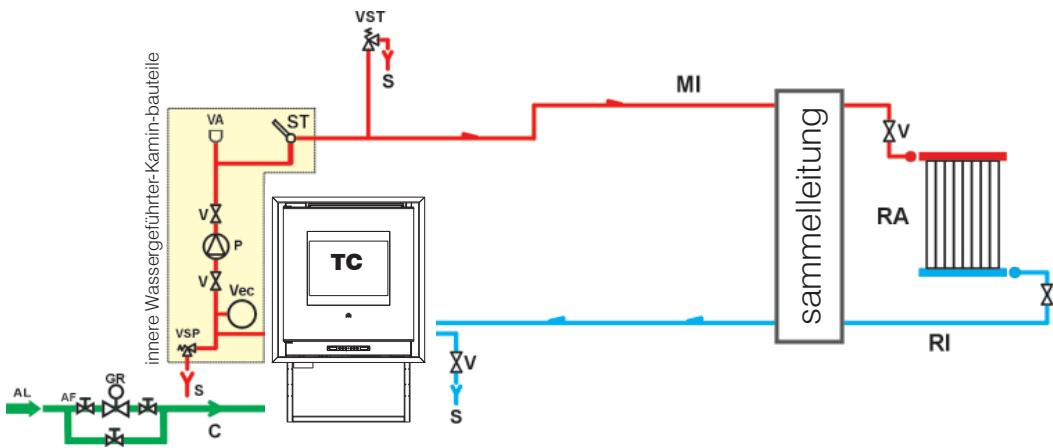 VST
S
MI
innere Wassergeführter-Kamin-bauteile
VA
ST
V
sammelleitung
RA
V
P
TC
V
Vec
VSP
V
RI
S
S
AL
AF
GR
C